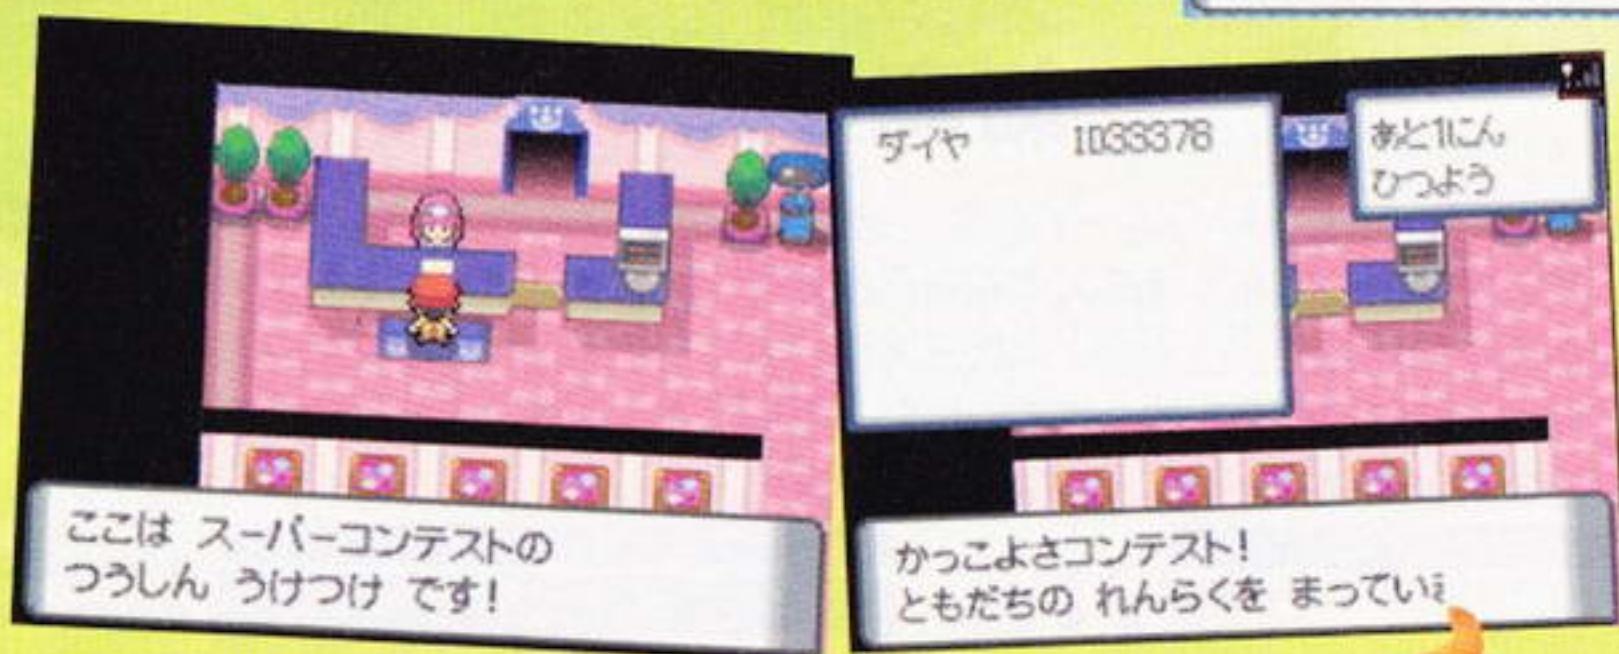 ここは スーパーコンテストの
つうしん うけつけ です!
ダイヤ ID33378
あと1にん
ひつよう
かっこよさコンテスト!
ともだちの れんらくを まってい